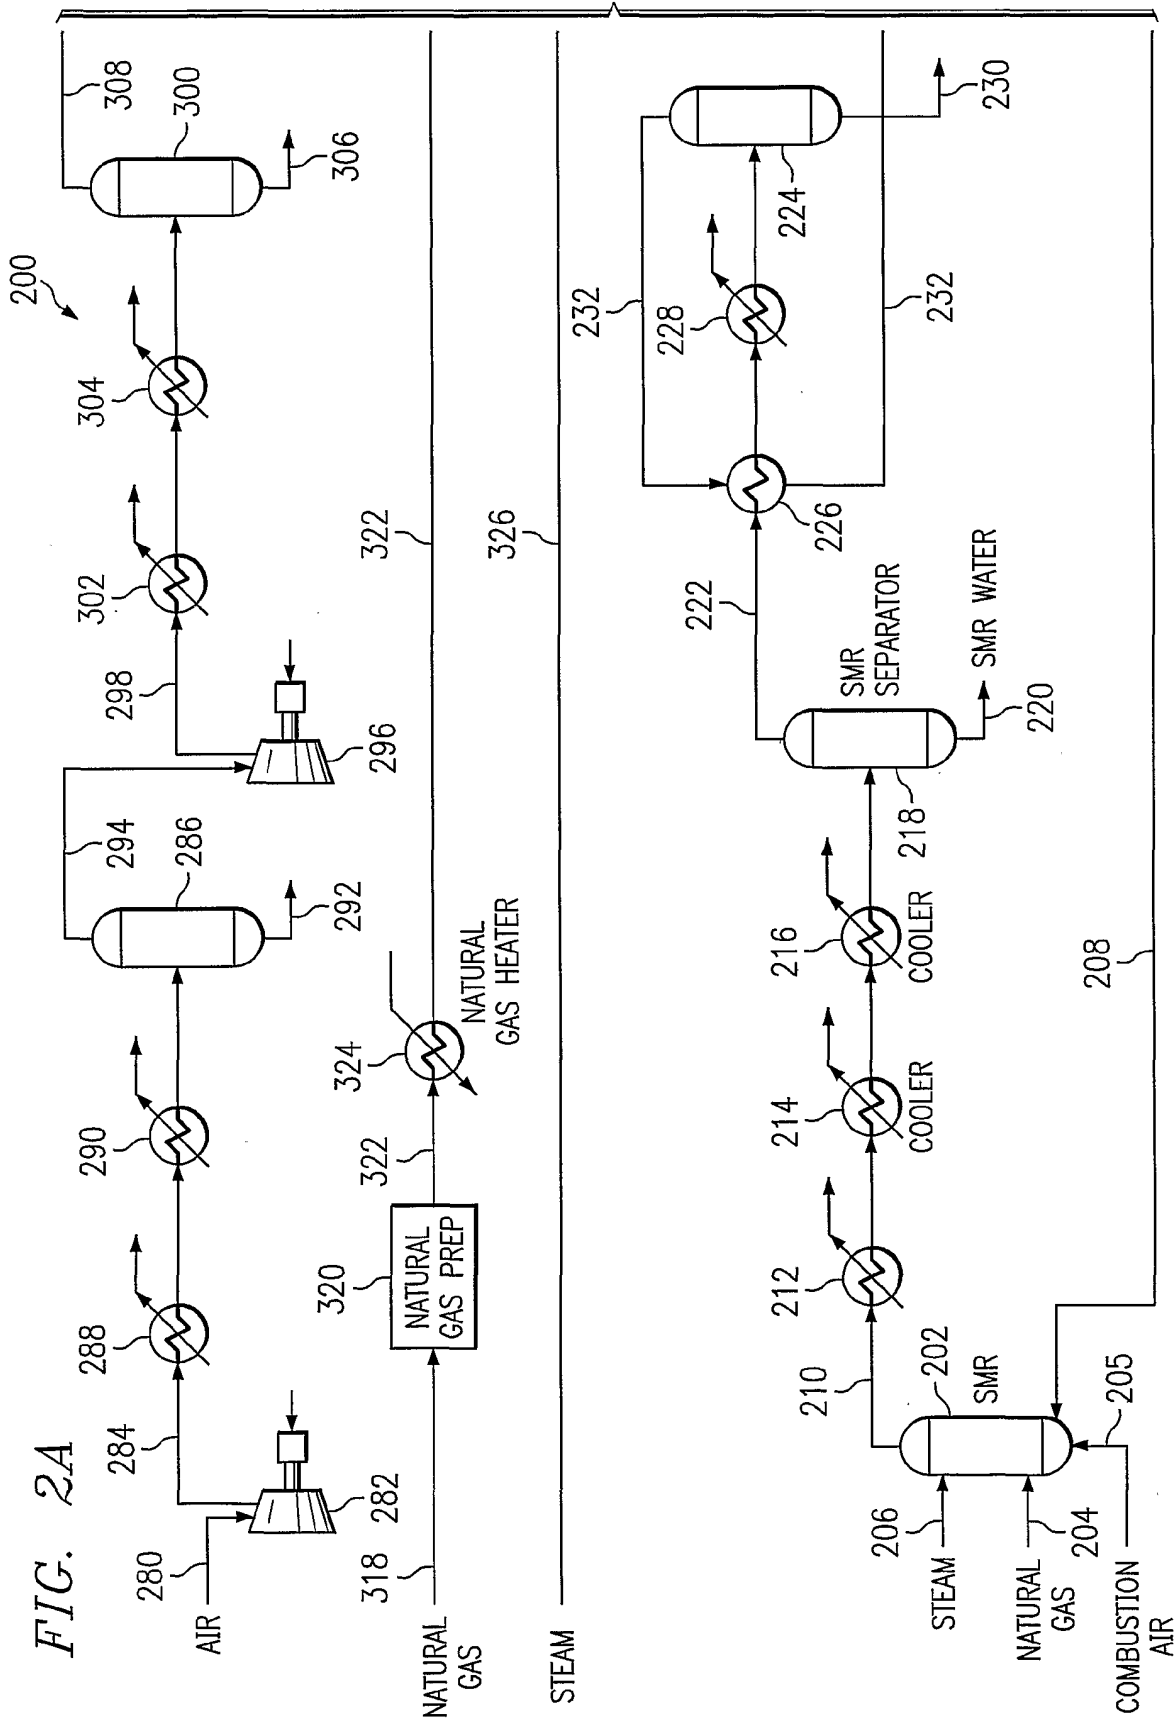 FIG. 2A
200
AIR
280
282
284
288
290
286
292
294
296
298
302
304
300
306
308
NATURAL
GAS
318
320
NATURAL
GAS PREP
322
324
NATURAL
GAS HEATER
322
STEAM
326
STEAM
206
NATURAL
GAS
204
COMBUSTION
AIR
205
202
SMR
208
210
212
214
COOLER
216
COOLER
218
SMR
SEPARATOR
220
SMR WATER
222
226
228
232
232
224
230